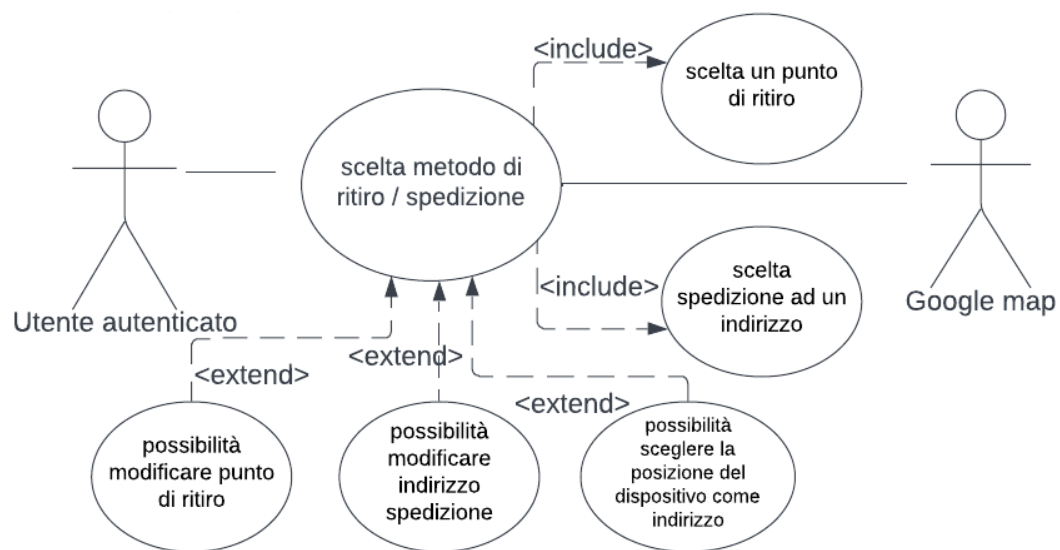 <include>
scelta un punto
di ritiro
scelta metodo di
ritiro / spedizione
<include>
scelta
spedizione ad un
indirizzo
Utente autenticato
Google map
<extend>
<extend>
<extend>
possibilità
modificare punto
di ritiro
possibilità
modificare
indirizzo
spedizione
possibilità
sceglere la
posizione del
dispositivo come
indirizzo